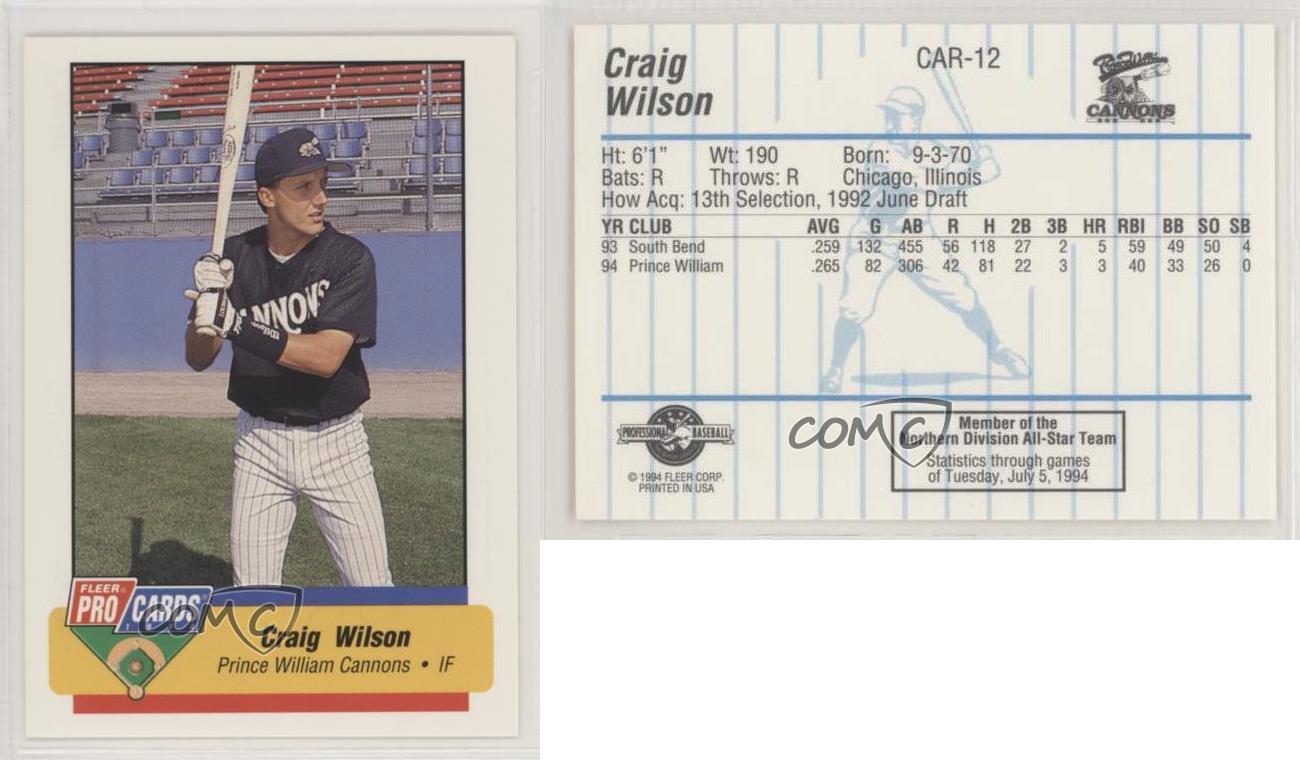 CANNONS
FLEER®
PRO CARDS®
COMC
Craig Wilson
Prince William Cannons • IF
Craig Wilson
CAR-12
Prince William
CANNONS
Ht: 6'1" Wt: 190 Born: 9-3-70
Bats: R Throws: R Chicago, Illinois
How Acq: 13th Selection, 1992 June Draft
YR CLUB AVG G AB R H 2B 3B HR RBI BB SO SB
93 South Bend .259 132 455 56 118 27 2 5 59 49 50 4
94 Prince William .265 82 306 42 81 22 3 3 40 33 26 0
PROFESSIONAL BASEBALL
© 1994 FLEER CORP.
PRINTED IN USA
COMC
Member of the
Northern Division All-Star Team
Statistics through games
of Tuesday, July 5, 1994